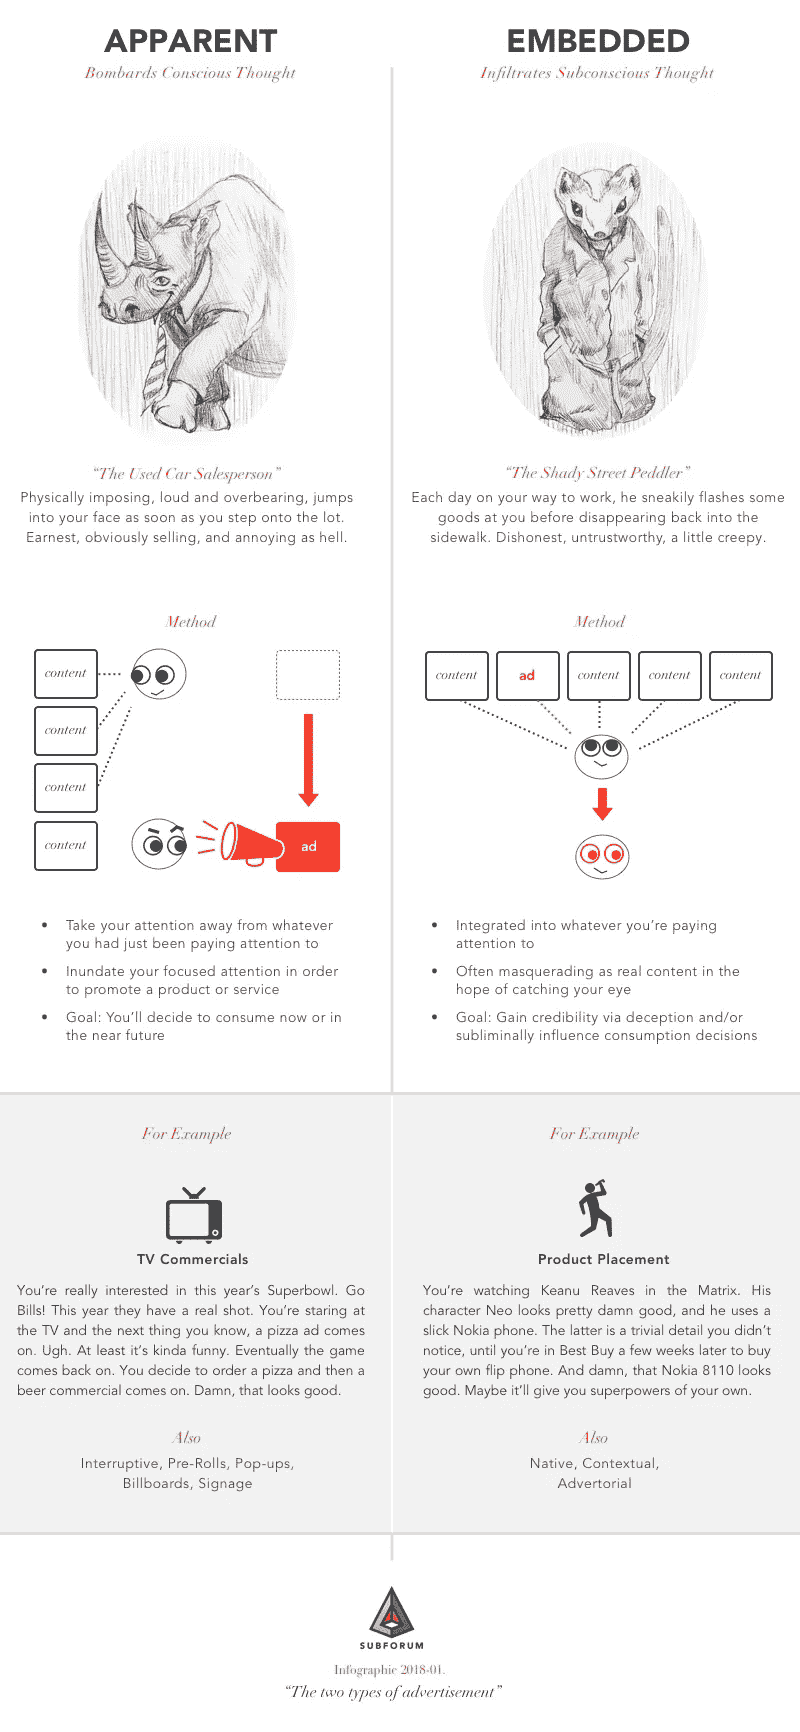 APPARENT
Bombards Conscious Thought
“The Used Car Salesperson”
Physically imposing, loud and overbearing, jumps
into your face as soon as you step onto the lot.
Earnest, obviously selling, and annoying as hell.
Method
content
content
content
content
ad
• Take your attention away from whatever
you had just been paying attention to
• Inundate your focused attention in order
to promote a product or service
• Goal: You’ll decide to consume now or in
the near future
For Example
TV Commercials
You’re really interested in this year’s Superbowl. Go
Bills! This year they have a real shot. You’re staring at
the TV and the next thing you know, a pizza ad comes
on. Ugh. At least it’s kinda funny. Eventually the game
comes back on. You decide to order a pizza and then a
beer commercial comes on. Damn, that looks good.
Also
Interruptive, Pre-Rolls, Pop-ups,
Billboards, Signage
EMBEDDED
Infiltrates Subconscious Thought
“The Shady Street Peddler”
Each day on your way to work, he sneakily flashes some
goods at you before disappearing back into the
sidewalk. Dishonest, untrustworthy, a little creepy.
Method
content ad content content content
• Integrated into whatever you’re paying
attention to
• Often masquerading as real content in the
hope of catching your eye
• Goal: Gain credibility via deception and/or
subliminally influence consumption decisions
For Example
Product Placement
You’re watching Keanu Reaves in the Matrix. His
character Neo looks pretty damn good, and he uses a
slick Nokia phone. The latter is a trivial detail you didn’t
notice, until you’re in Best Buy a few weeks later to buy
your own flip phone. And damn, that Nokia 8110 looks
good. Maybe it’ll give you superpowers of your own.
Also
Native, Contextual,
Advertorial
SUBFORUM
Infographic 2018-01.
“The two types of advertisement”